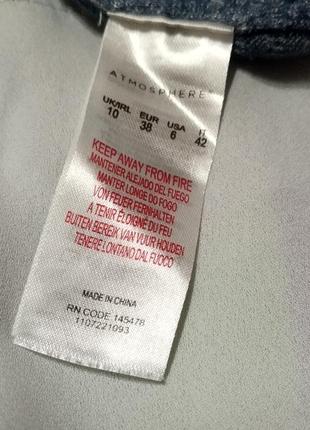 ATMOSPHERE
UK/IRL EUR USA IT
10 38 6 42
KEEP AWAY FROM FIRE
MANTENER ALEJADO DEL FUEGO
MANTER LONGE DO FOGO
VON FEUER FERNHALTEN
A TENIR ÉLOIGNÉ DU FEU
BUITEN BEREIK VAN VUUR HOUDEN
TENERE LONTANO DAL FUOCO
MADE IN CHINA
RN CODE: 145478
1107221093